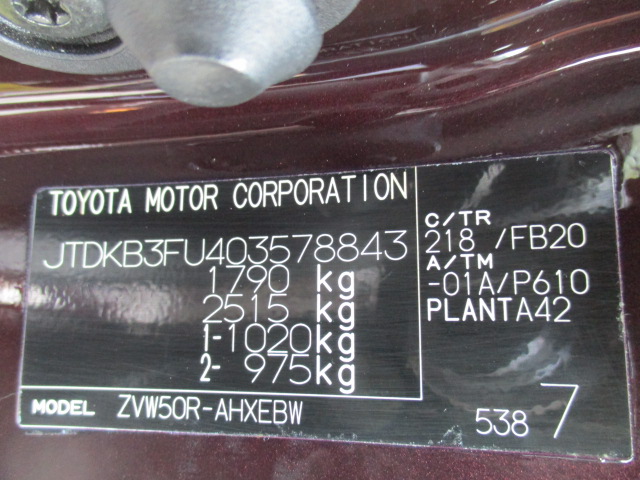 TOYOTA MOTOR CORPORATION
JTDKB3FU403578843
1790 kg
2515 kg
1-1020kg
2- 975kg
C/TR
218 /FB20
A/TM
-01A/P610
PLANTA42
MODEL ZVW50R-AHXEBW
538 7